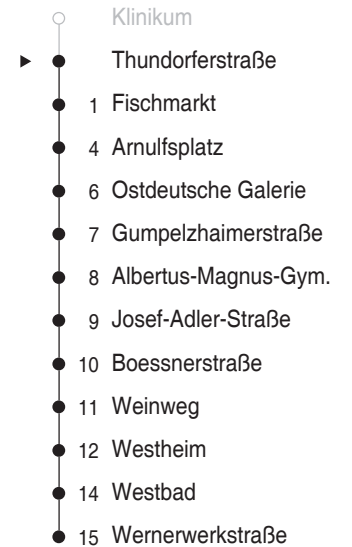 Klinikum
Thundorferstraße
1 Fischmarkt
4 Arnulfsplatz
6 Ostdeutsche Galerie
7 Gumpelzhaimerstraße
8 Albertus-Magnus-Gym.
9 Josef-Adler-Straße
10 Boessnerstraße
11 Weinweg
12 Westheim
14 Westbad
15 Wernerwerkstraße